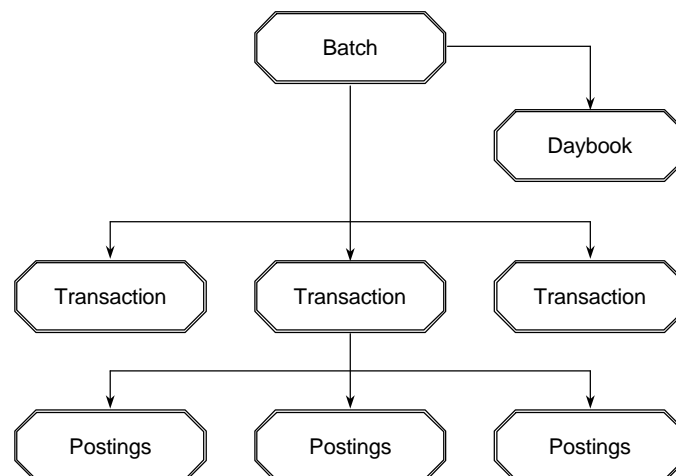 Batch
Daybook
Transaction
Transaction
Transaction
Postings
Postings
Postings